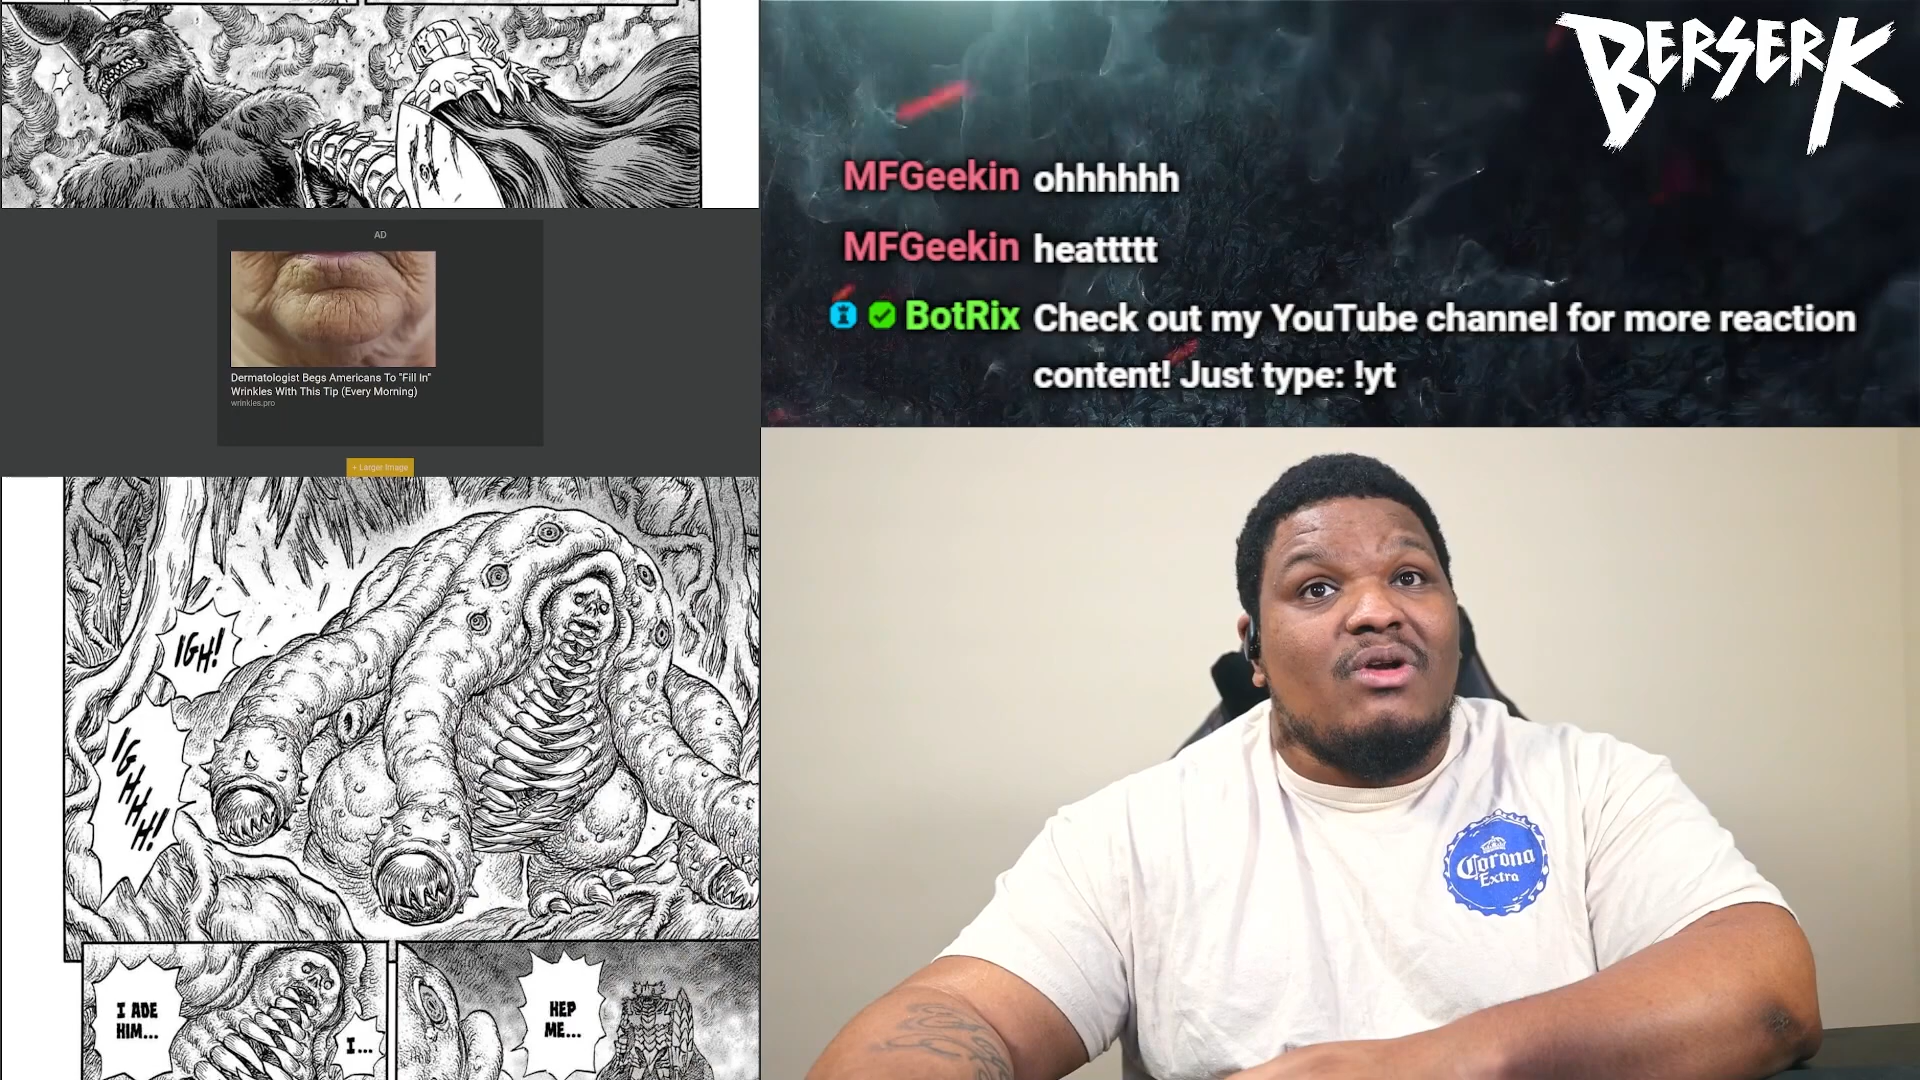 AD
Dermatologist Begs Americans To "Fill In"
Wrinkles With This Tip (Every Morning)
wrinkles.pro
+ Larger Image
IGH!
IGHHHH!
I ADE
HIM...
I...
HEP
ME...
BERSERK
MFGeekin ohhhhhh
MFGeekin heattttt
BotRix Check out my YouTube channel for more reaction
content! Just type: !yt
Corona
Extra